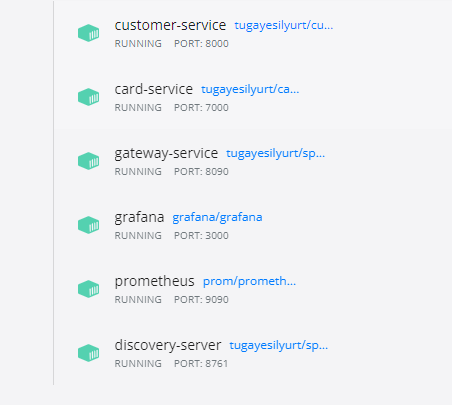 customer-service tugayesilyurt/cu...
RUNNING PORT: 8000
card-service tugayesilyurt/ca...
RUNNING PORT: 7000
gateway-service tugayesilyurt/sp...
RUNNING PORT: 8090
grafana grafana/grafana
RUNNING PORT: 3000
prometheus prom/prometh...
RUNNING PORT: 9090
discovery-server tugayesilyurt/sp...
RUNNING PORT: 8761